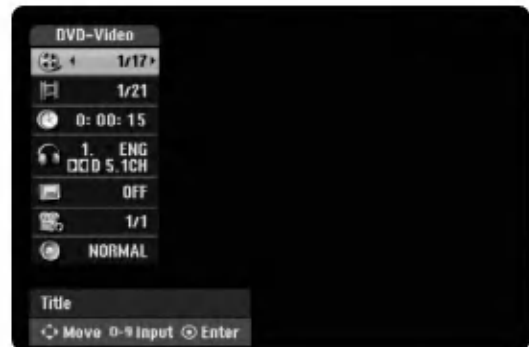 DVD-Video
1/17
1/21
0: 00: 15
1. ENG
D 5.1CH
OFF
1/1
NORMAL
Title
Move 0-9 Input Enter